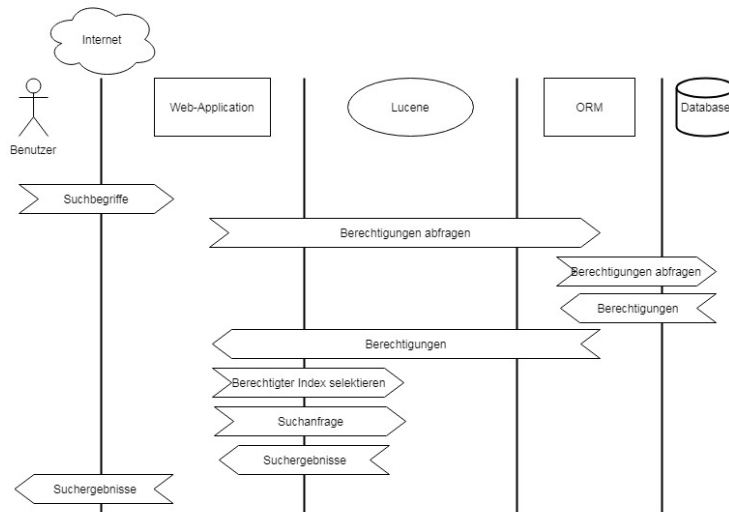 Internet
Benutzer
Web-Application
Lucene
ORM
Database
Suchbegriffe
Berechtigungen abfragen
Berechtigungen abfragen
Berechtigungen
Berechtigungen
Berechtigter Index selektieren
Suchanfrage
Suchergebnisse
Suchergebnisse